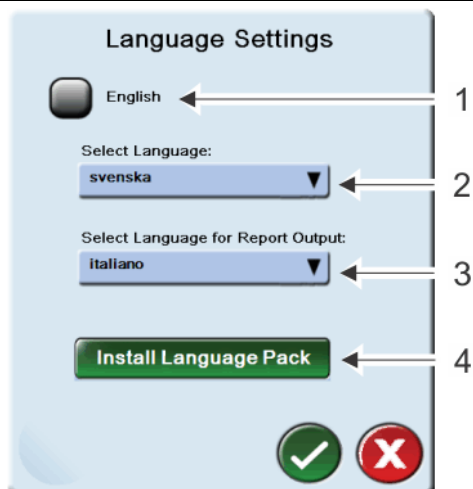 Language Settings
English
1
Select Language:
svenska
2
Select Language for Report Output:
italiano
3
Install Language Pack
4